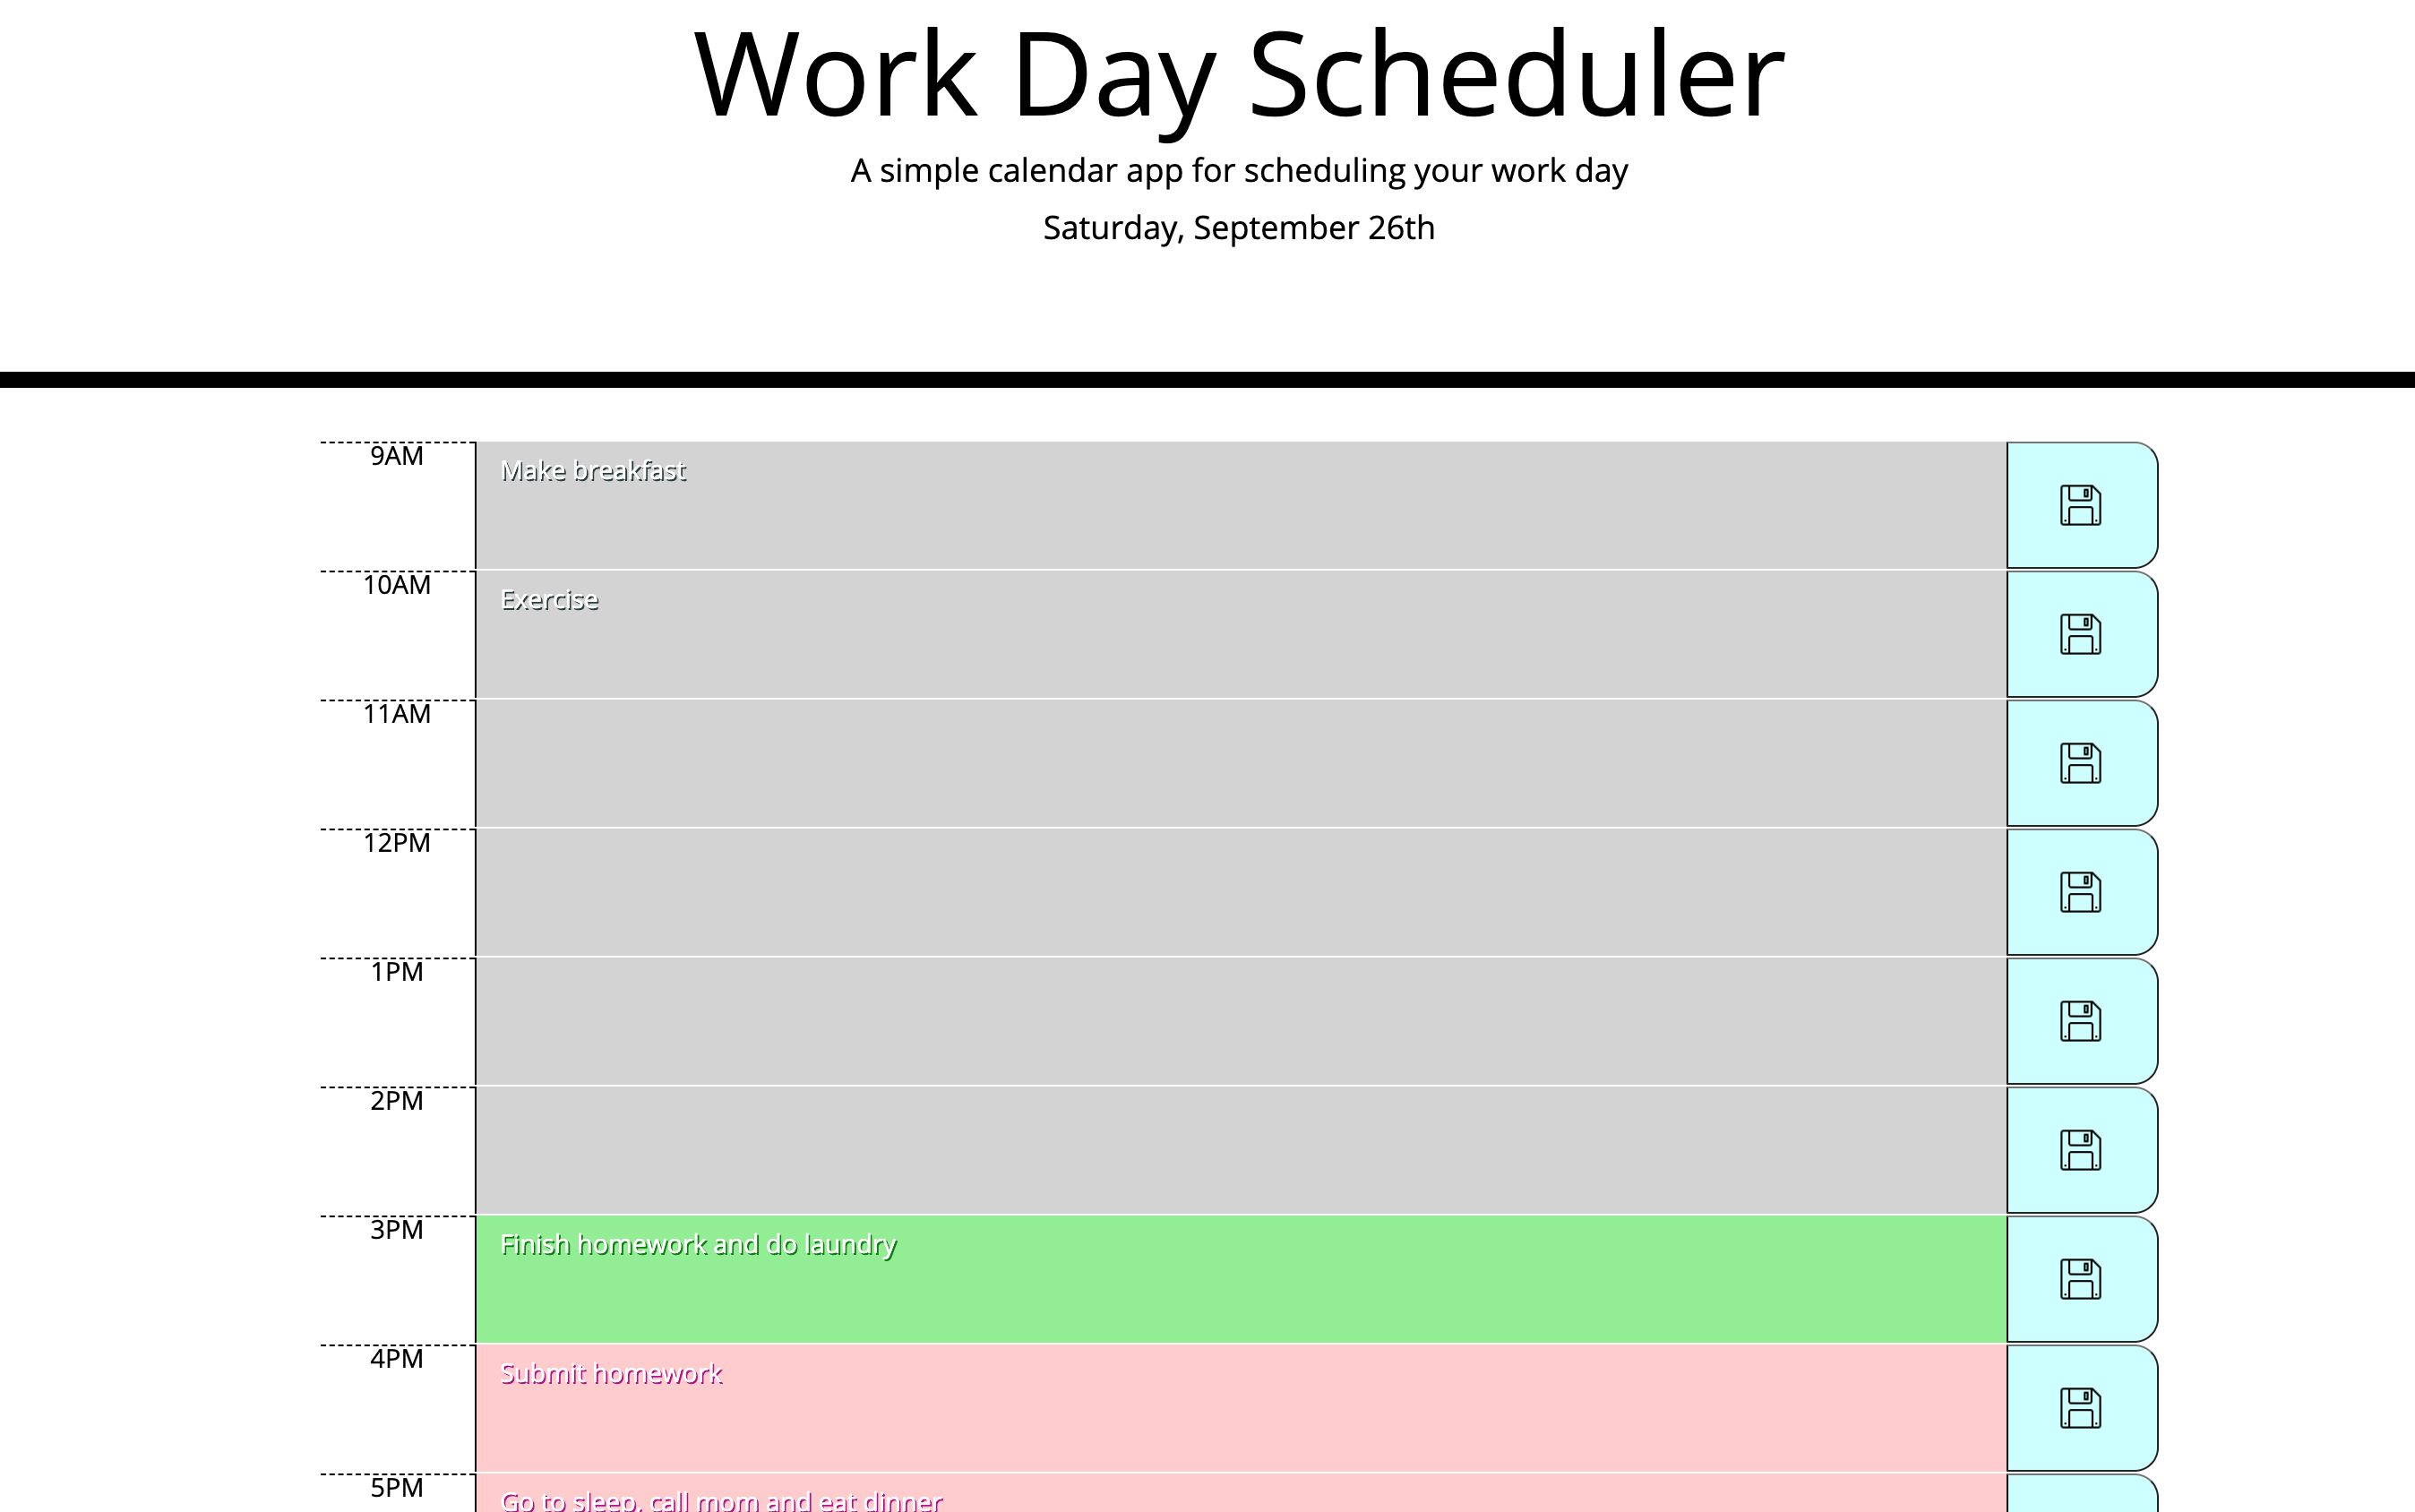 Work Day Scheduler
A simple calendar app for scheduling your work day
Saturday, September 26th
9AM
Make breakfast
10AM
Exercise
11AM
12PM
1PM
2PM
3PM
Finish homework and do laundry
4PM
Submit homework
5PM
Go to sleep, call mom and eat dinner